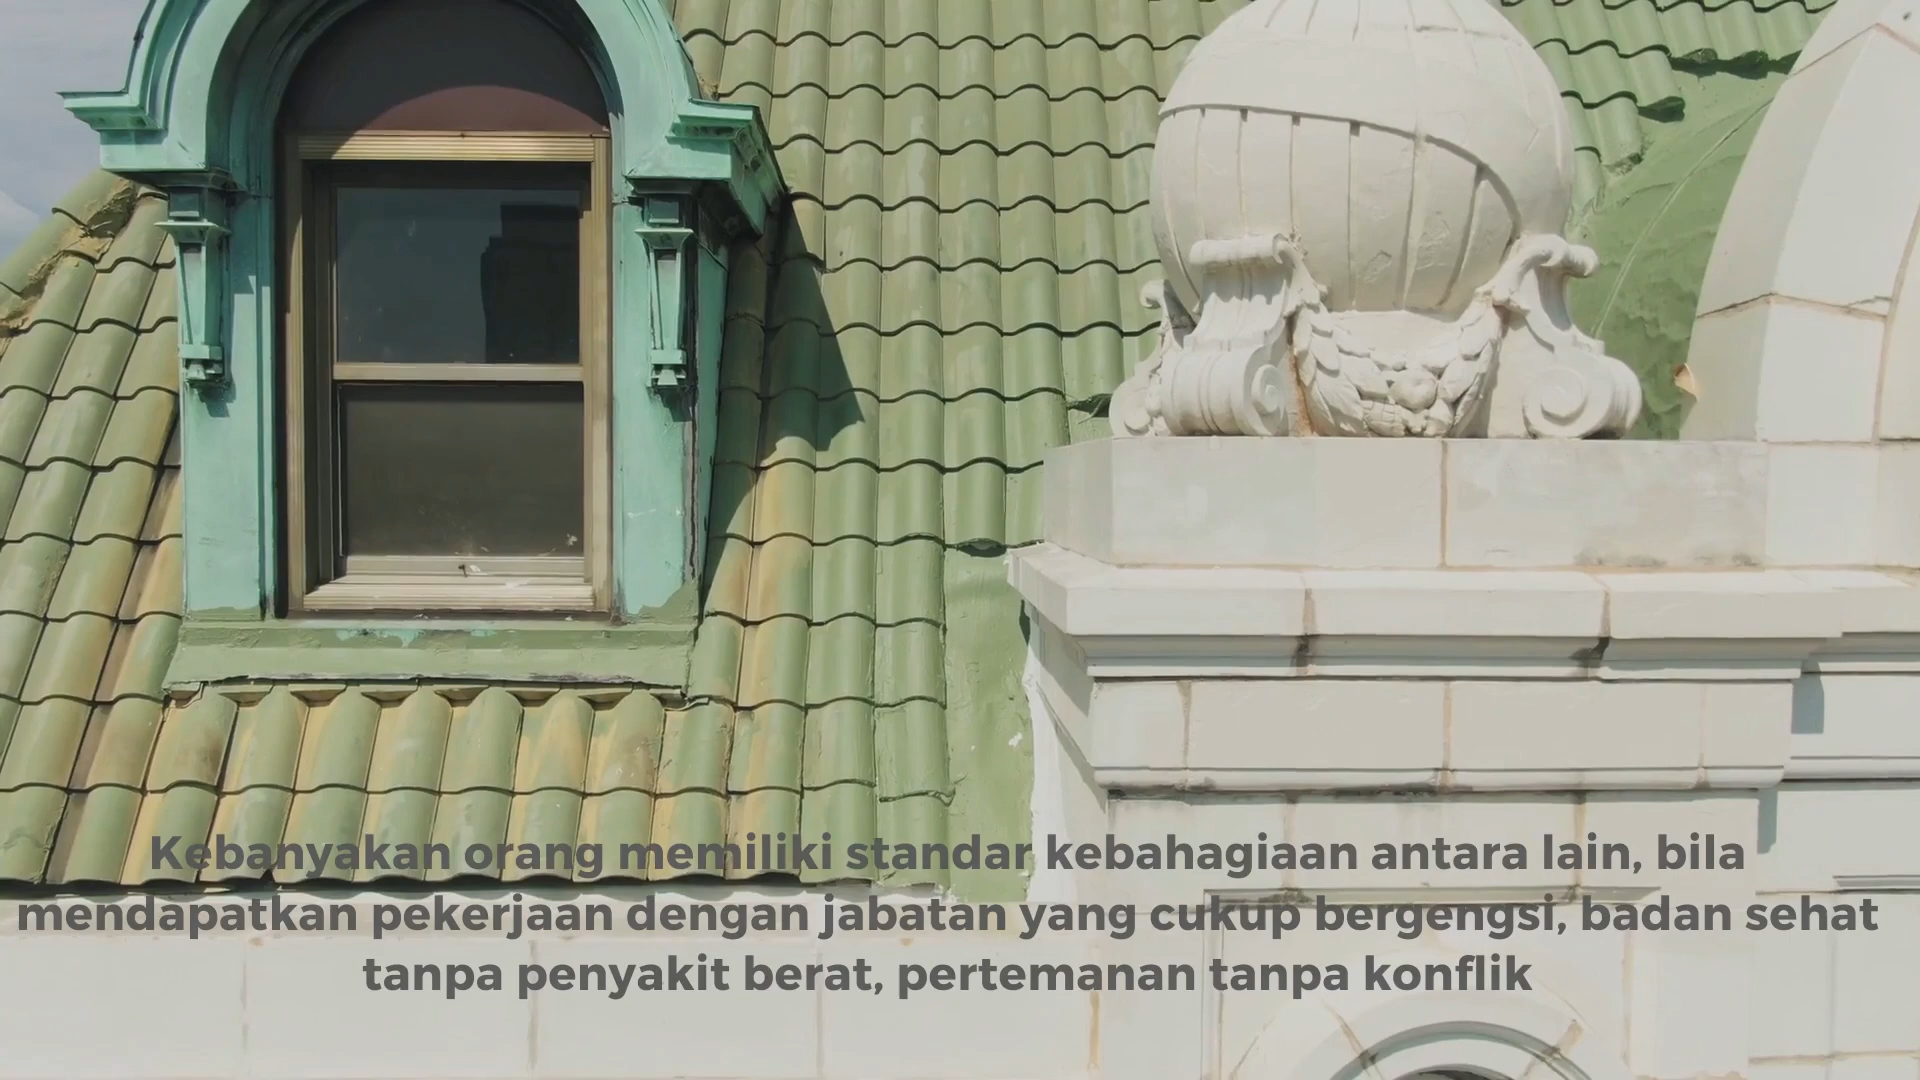 Kebanyakan orang memiliki standar kebahagiaan antara lain, bila
mendapatkan pekerjaan dengan jabatan yang cukup bergengsi, badan sehat
tanpa penyakit berat, pertemanan tanpa konflik